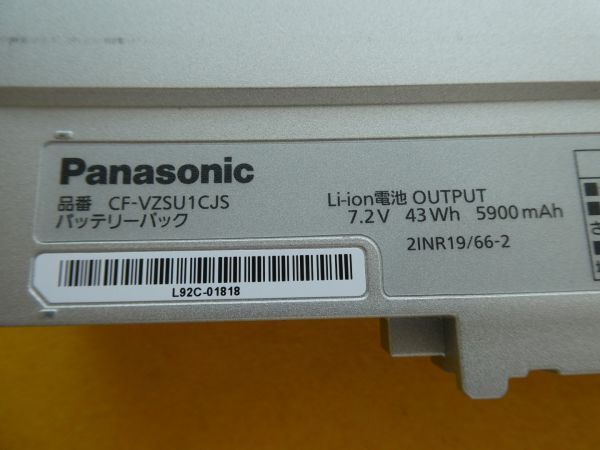 Panasonic
品番 CF-VZSU1CJS
バッテリーパック
Li-ion電池 OUTPUT
7.2V 43Wh 5900mAh
2INR19/66-2
L92C-01818